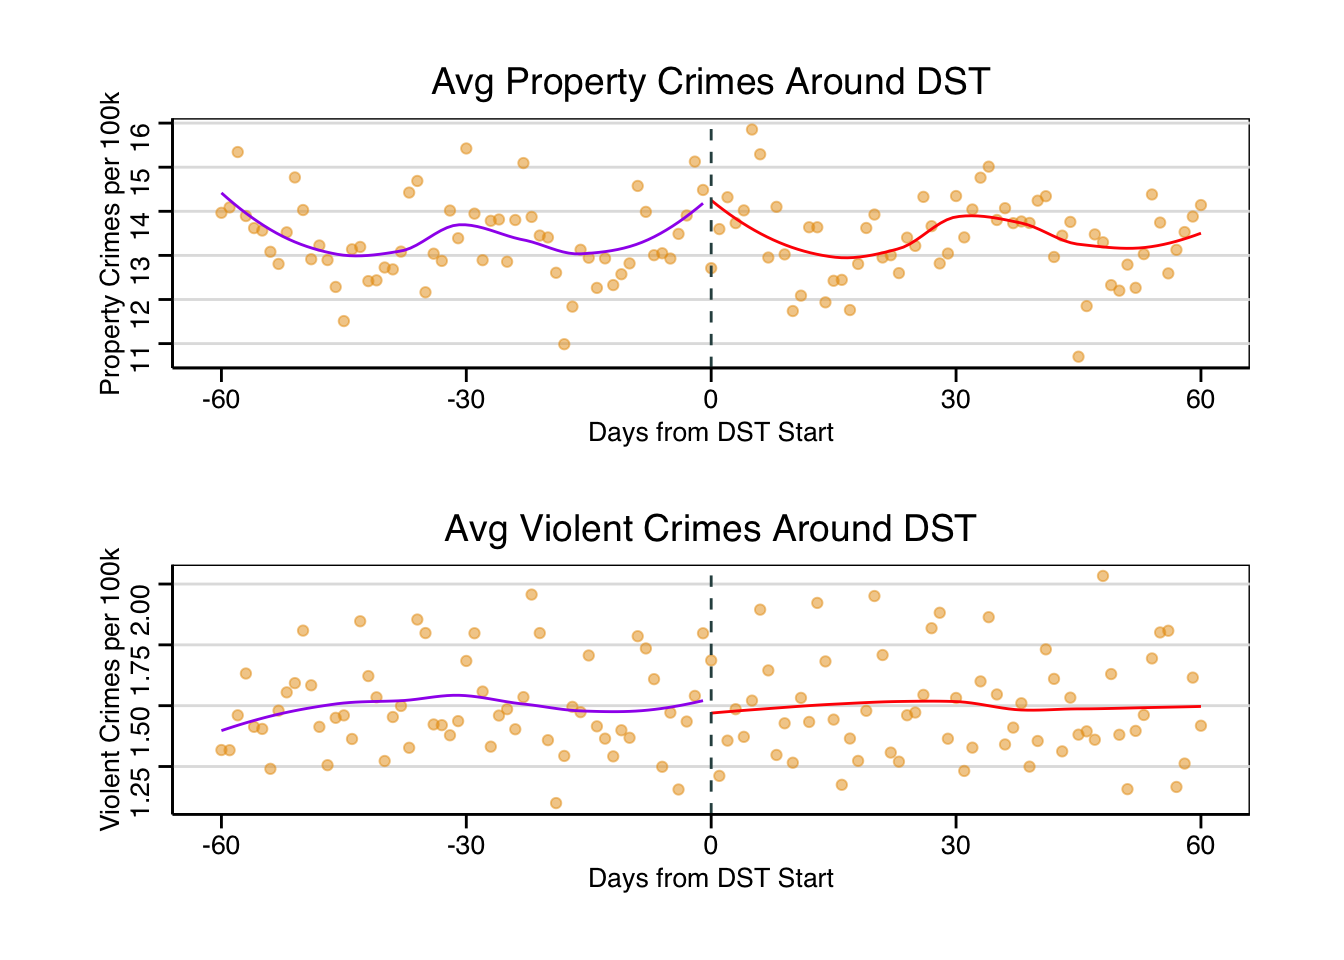 Avg Property Crimes Around DST
Property Crimes per 100k
16
15
14
13
12
11
-60 -30 0 30 60
Days from DST Start
Avg Violent Crimes Around DST
Violent Crimes per 100k
2.00
1.75
1.50
1.25
-60 -30 0 30 60
Days from DST Start